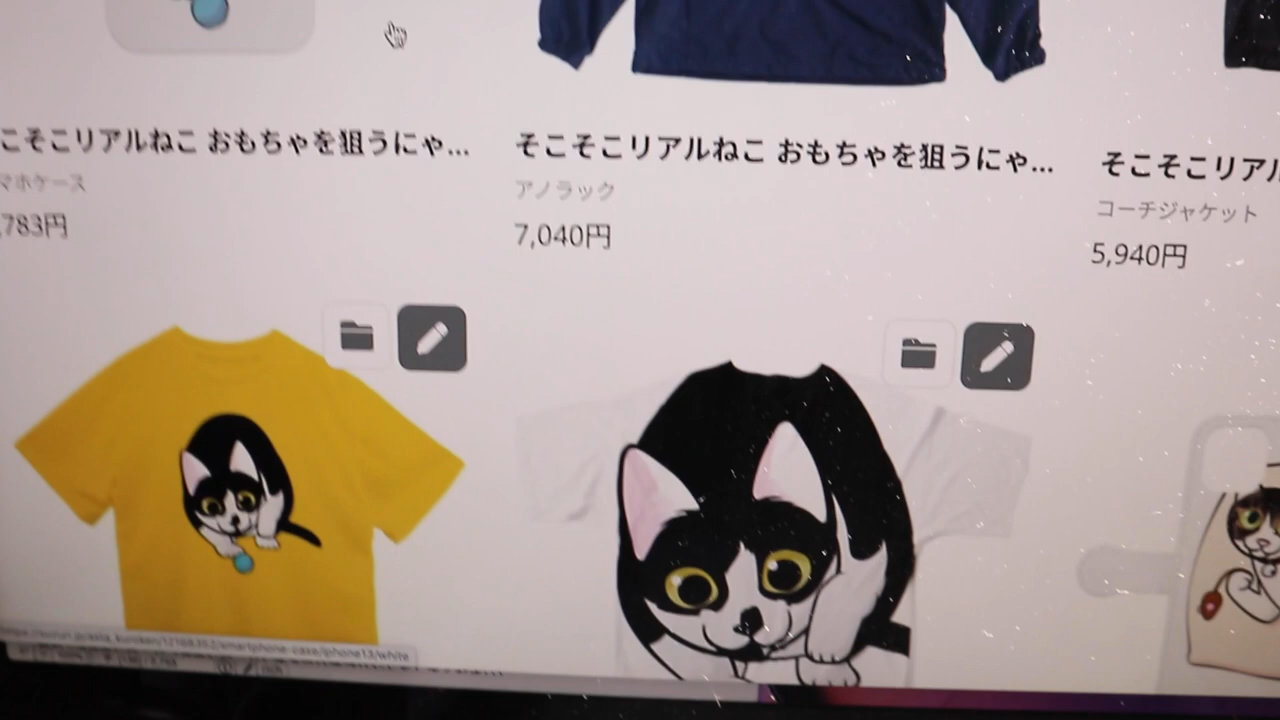 こそこリアルねこ おもちゃを狙うにゃ...
マホケース
,783円
そこそこリアルねこ おもちゃを狙うにゃ...
アノラック
7,040円
そこそこリアル
コーチジャケット
5,940円